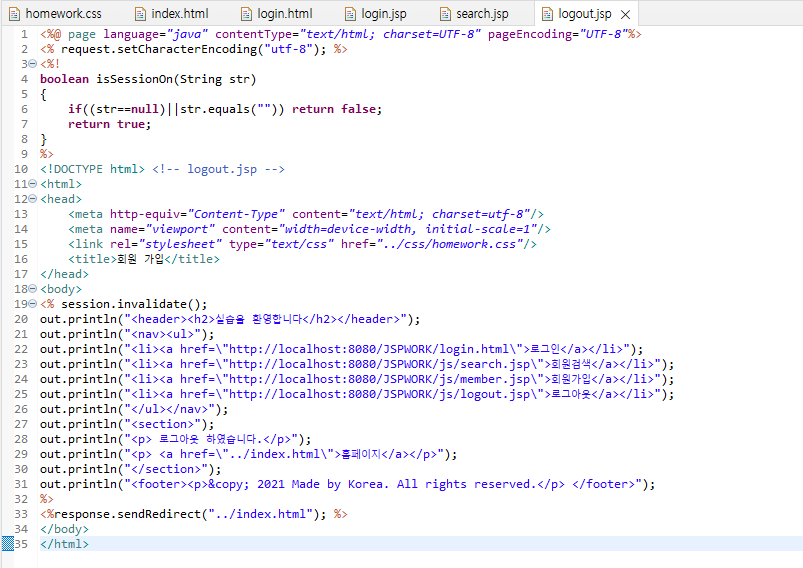 homework.css index.html login.html login.jsp search.jsp logout.jsp
1 <%@ page language="java" contentType="text/html; charset=UTF-8" pageEncoding="UTF-8"%>
2 <% request.setCharacterEncoding("utf-8"); %>
3 <%!
4 boolean isSessionOn(String str)
5 {
6 if((str==null)||str.equals("")) return false;
7 return true;
8 }
9 %>
10 <!DOCTYPE html> <!-- logout.jsp -->
11 <html>
12 <head>
13 <meta http-equiv="Content-Type" content="text/html; charset=utf-8"/>
14 <meta name="viewport" content="width=device-width, initial-scale=1"/>
15 <link rel="stylesheet" type="text/css" href="../css/homework.css"/>
16 <title>회원 가입</title>
17 </head>
18 <body>
19 <% session.invalidate();
20 out.println("<header><h2>실습을 환영합니다</h2></header>");
21 out.println("<nav><ul>");
22 out.println("<li><a href=\"http://localhost:8080/JSPWORK/login.html\">로그인</a></li>");
23 out.println("<li><a href=\"http://localhost:8080/JSPWORK/js/search.jsp\">회원검색</a></li>");
24 out.println("<li><a href=\"http://localhost:8080/JSPWORK/js/member.jsp\">회원가입</a></li>");
25 out.println("<li><a href=\"http://localhost:8080/JSPWORK/js/logout.jsp\">로그아웃</a></li>");
26 out.println("</ul></nav>");
27 out.println("<section>");
28 out.println("<p> 로그아웃 하였습니다.</p>");
29 out.println("<p> <a href=\"../index.html\">홈페이지</a></p>");
30 out.println("</section>");
31 out.println("<footer><p>&copy; 2021 Made by Korea. All rights reserved.</p> </footer>");
32 %>
33 <%response.sendRedirect("../index.html"); %>
34 </body>
35 </html>